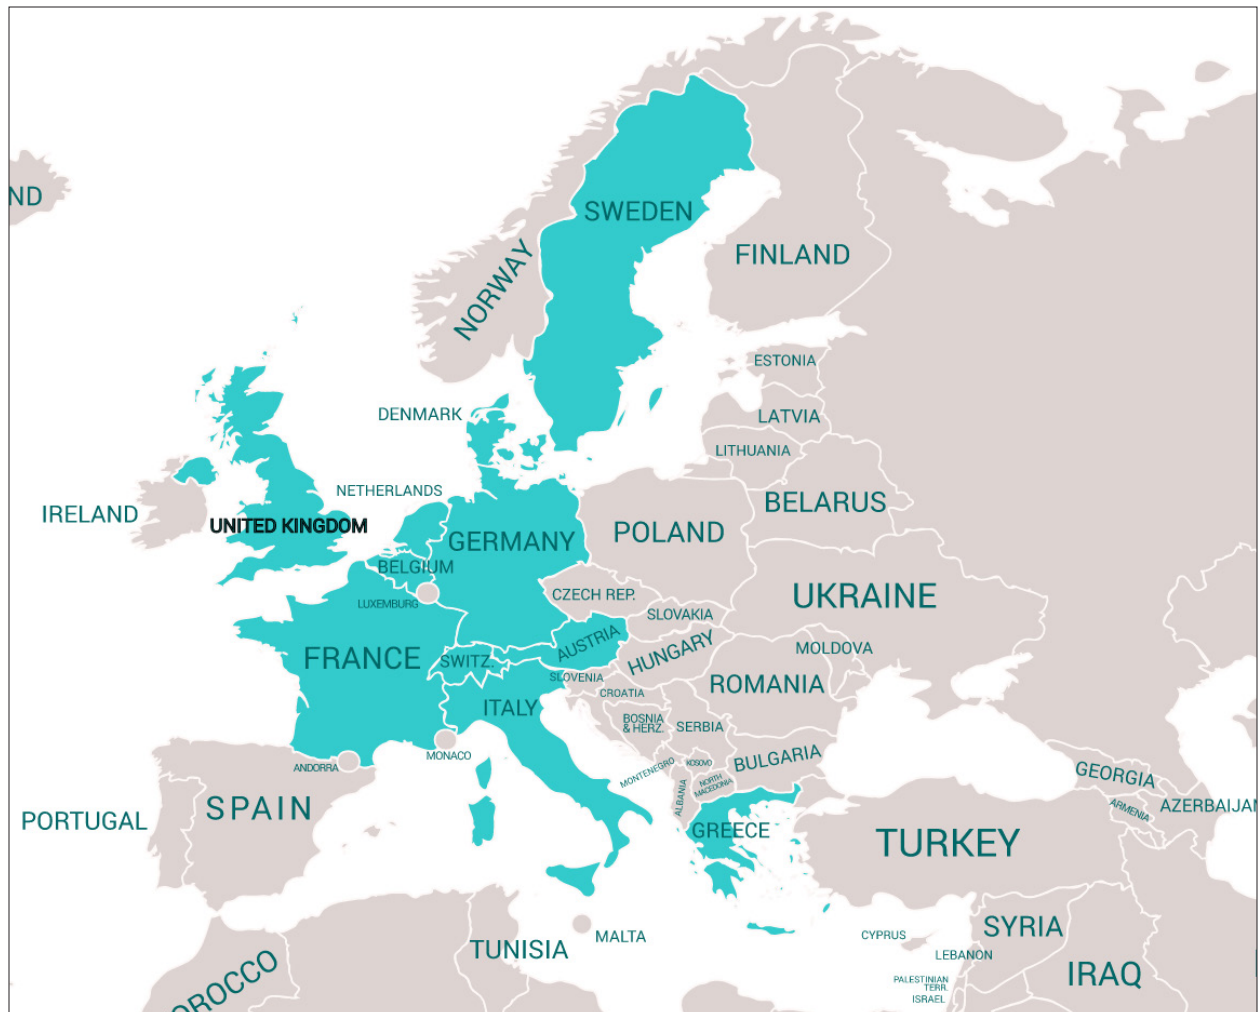 ND
SWEDEN
FINLAND
NORWAY
ESTONIA
DENMARK
LATVIA
LITHUANIA
NETHERLANDS
BELARUS
IRELAND
UNITED KINGDOM
POLAND
GERMANY
BELGIUM
CZECH REP.
UKRAINE
LUXEMBURG
SLOVAKIA
AUSTRIA
HUNGARY
MOLDOVA
FRANCE
SWITZ.
SLOVENIA
ROMANIA
CROATIA
ITALY
BOSNIA
& HERZ.
SERBIA
MONACO
ANDORRA
MONTENEGRO
KOSOVO
BULGARIA
GEORGIA
NORTH
MACEDONIA
ALBANIA
SPAIN
PORTUGAL
ARMENIA
AZERBAIJAN
GREECE
TURKEY
MALTA
CYPRUS
SYRIA
TUNISIA
LEBANON
OROCCO
IRAQ
PALESTINIAN
TERR.
ISRAEL